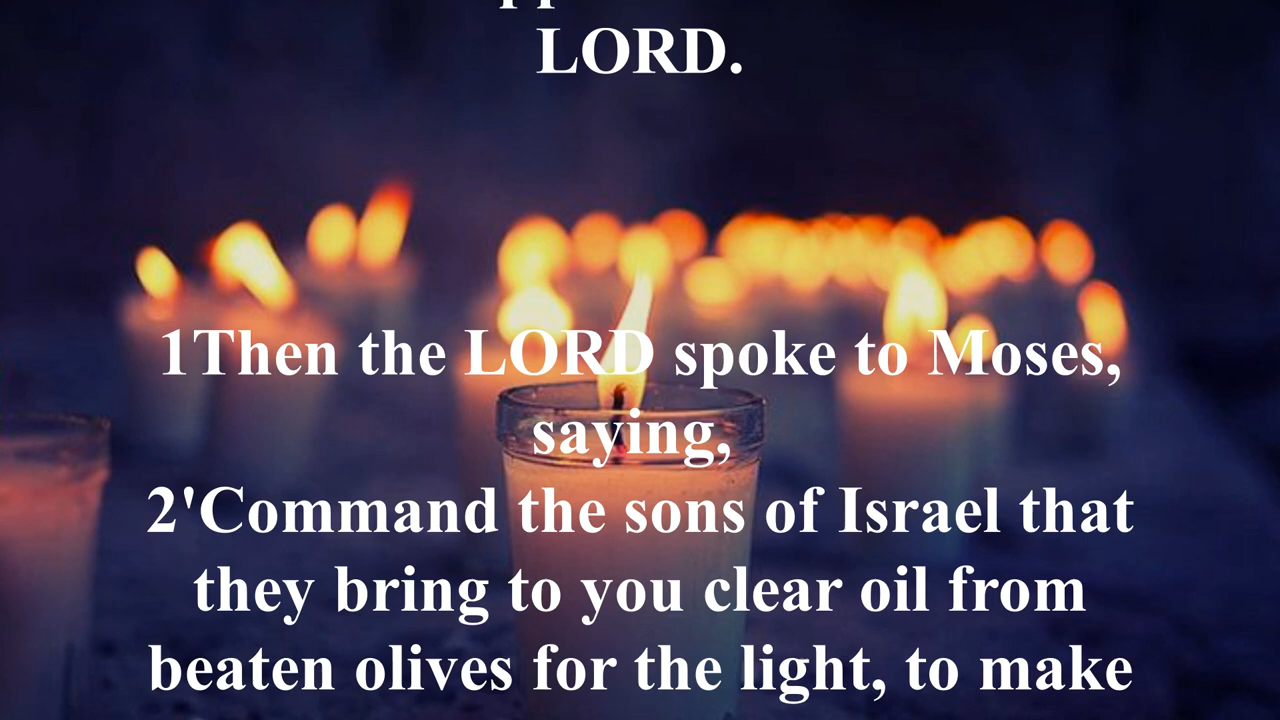 LORD.
1Then the LORD spoke to Moses,
saying,
2'Command the sons of Israel that
they bring to you clear oil from
beaten olives for the light, to make